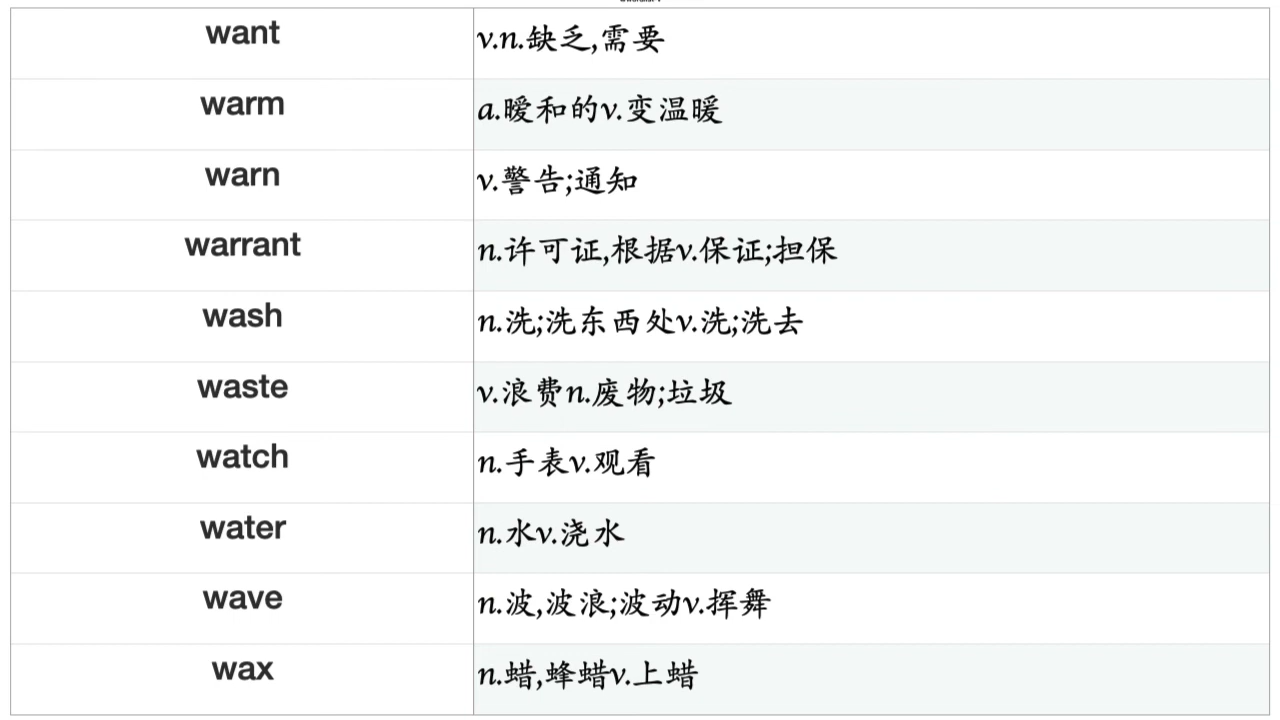 want v.n.缺乏,需要
warm a.暧和的v.变温暖
warn v.警告;通知
warrant n.许可证,根据v.保证;担保
wash n.洗;洗东西处v.洗;洗去
waste v.浪费n.废物;垃圾
watch n.手表v.观看
water n.水v.浇水
wave n.波,波浪;波动v.挥舞
wax n.蜡,蜂蜡v.上蜡